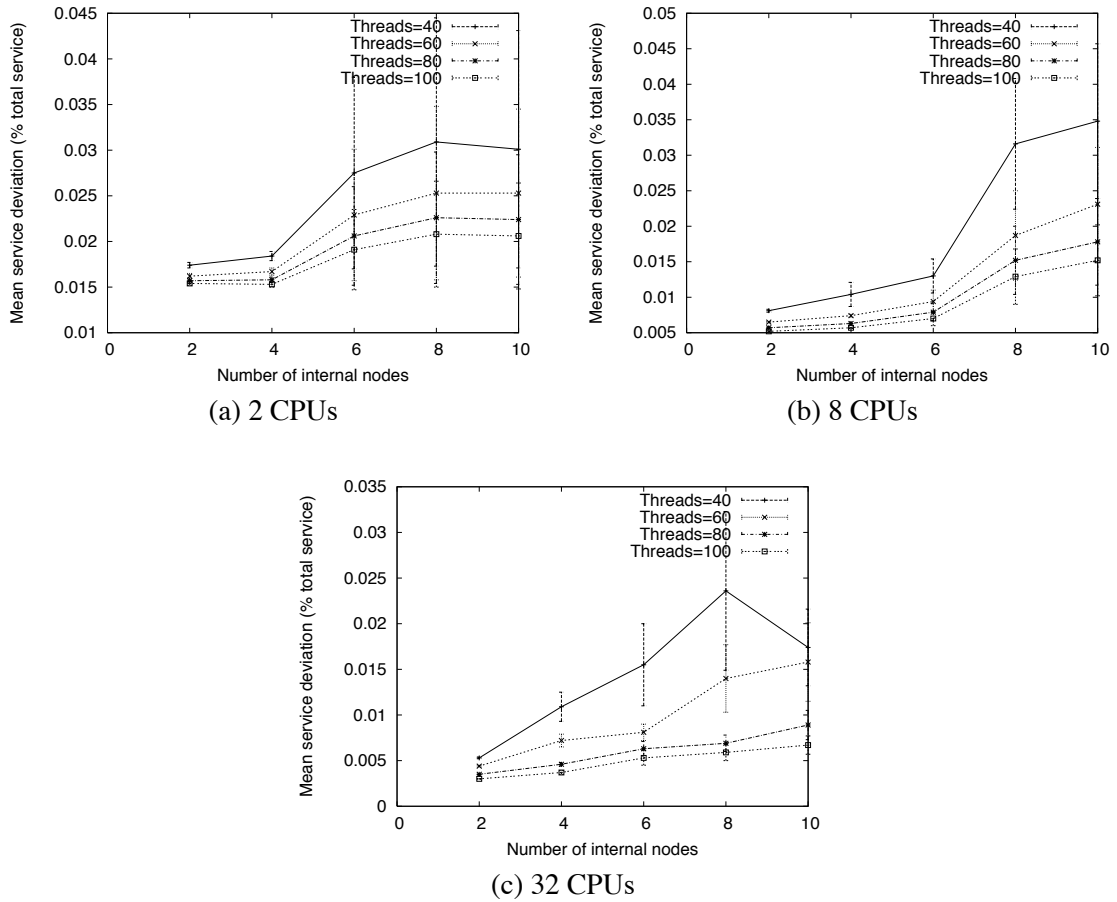 Mean service deviation (% total service)
0.045
0.04
0.035
0.03
0.025
0.02
0.015
0.01
Threads=40
Threads=60
Threads=80
Threads=100
0 2 4 6 8 10
Number of internal nodes
(a) 2 CPUs
Mean service deviation (% total service)
0.05
0.045
0.04
0.035
0.03
0.025
0.02
0.015
0.01
0.005
Threads=40
Threads=60
Threads=80
Threads=100
0 2 4 6 8 10
Number of internal nodes
(b) 8 CPUs
Mean service deviation (% total service)
0.035
0.03
0.025
0.02
0.015
0.01
0.005
0
Threads=40
Threads=60
Threads=80
Threads=100
0 2 4 6 8 10
Number of internal nodes
(c) 32 CPUs